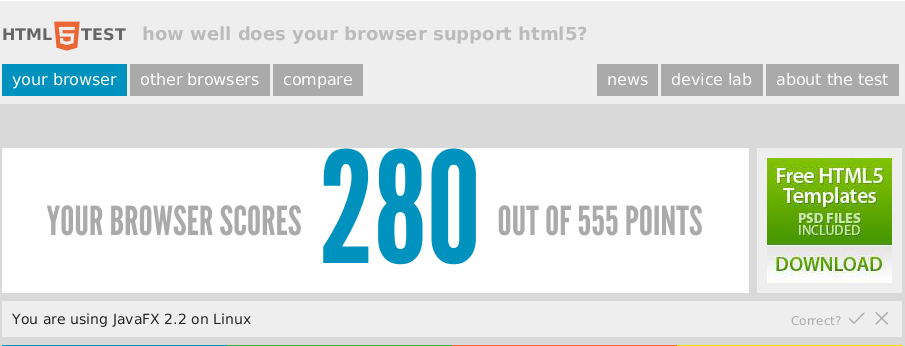 HTML 5 TEST how well does your browser support html5?
your browser other browsers compare news device lab about the test
YOUR BROWSER SCORES 280 OUT OF 555 POINTS
Free HTML5
Templates
PSD FILES
INCLUDED
DOWNLOAD
You are using JavaFX 2.2 on Linux Correct?